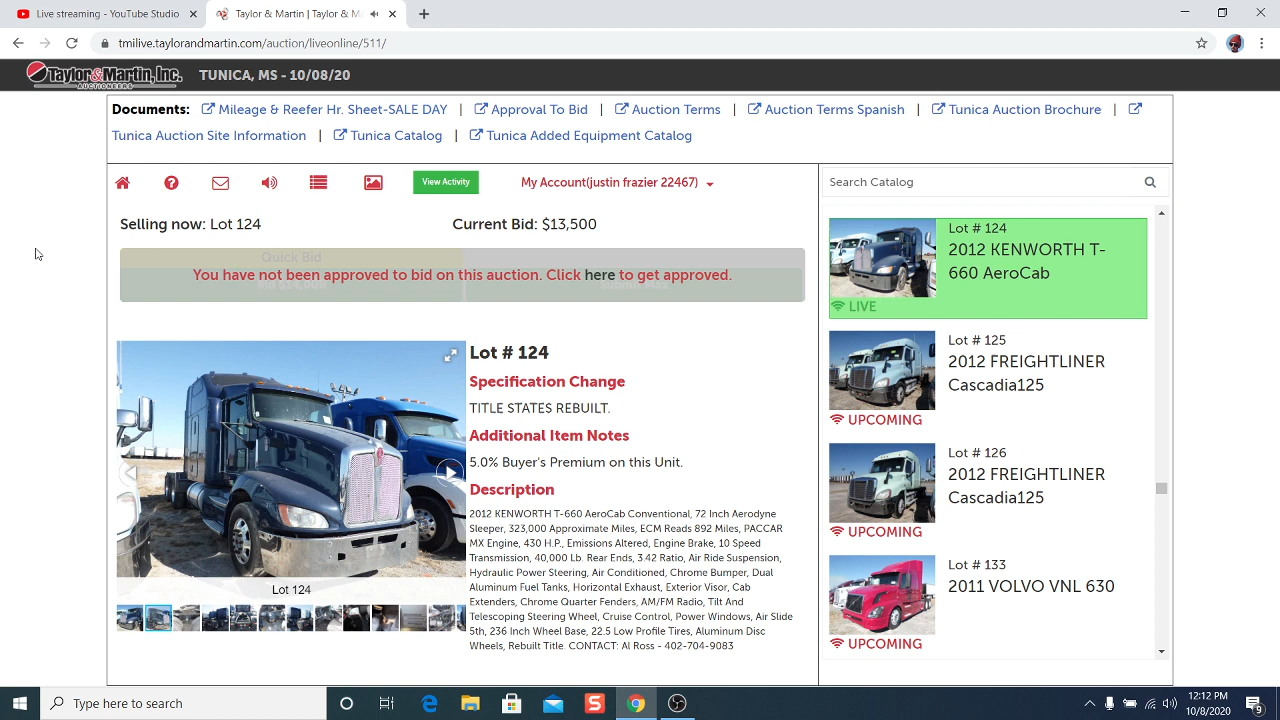 Live streaming - YouTube Studio
Taylor & Martin | Taylor & M
tmlive.taylorandmartin.com/auction/liveonline/511/
Taylor & Martin, Inc.
AUCTIONEERS
TUNICA, MS - 10/08/20
Documents: Mileage & Reefer Hr. Sheet-SALE DAY | Approval To Bid | Auction Terms | Auction Terms Spanish | Tunica Auction Brochure |
Tunica Auction Site Information | Tunica Catalog | Tunica Added Equipment Catalog
View Activity
My Account(justin frazier 22467)
Search Catalog
Selling now: Lot 124
Current Bid: $13,500
Quick Bid
You have not been approved to bid on this auction. Click here to get approved.
Bid $14,000
Submit Max
Lot 124
Lot # 124
Specification Change
TITLE STATES REBUILT.
Additional Item Notes
5.0% Buyer's Premium on this Unit.
Description
2012 KENWORTH T-660 AeroCab Conventional, 72 Inch Aerodyne
Sleeper, 323,000 Approximate Miles, ECM Reads 892 Miles, PACCAR
MX Engine, 430 H.P., Emissions Altered, Engine Brake, 10 Speed
Transmission, 40,000 Lb. Rear Ends, 3.42 Ratio, Air Ride Suspension,
Hydraulic Power Steering, Air Conditioned, Chrome Bumper, Dual
Aluminum Fuel Tanks, Horizontal Exhaust, Exterior Visor, Cab
Extenders, Chrome Quarter Fenders, AM/FM Radio, Tilt And
Telescoping Steering Wheel, Cruise Control, Power Windows, Air Slide
5th, 236 Inch Wheel Base, 22.5 Low Profile Tires, Aluminum Disc
Wheels, Rebuilt Title. CONTACT: Al Ross - 402-704-9083
Lot # 124
2012 KENWORTH T-
660 AeroCab
LIVE
Lot # 125
2012 FREIGHTLINER
Cascadia125
UPCOMING
Lot # 126
2012 FREIGHTLINER
Cascadia125
UPCOMING
Lot # 133
2011 VOLVO VNL 630
UPCOMING
Type here to search
12:12 PM
10/8/2020
9